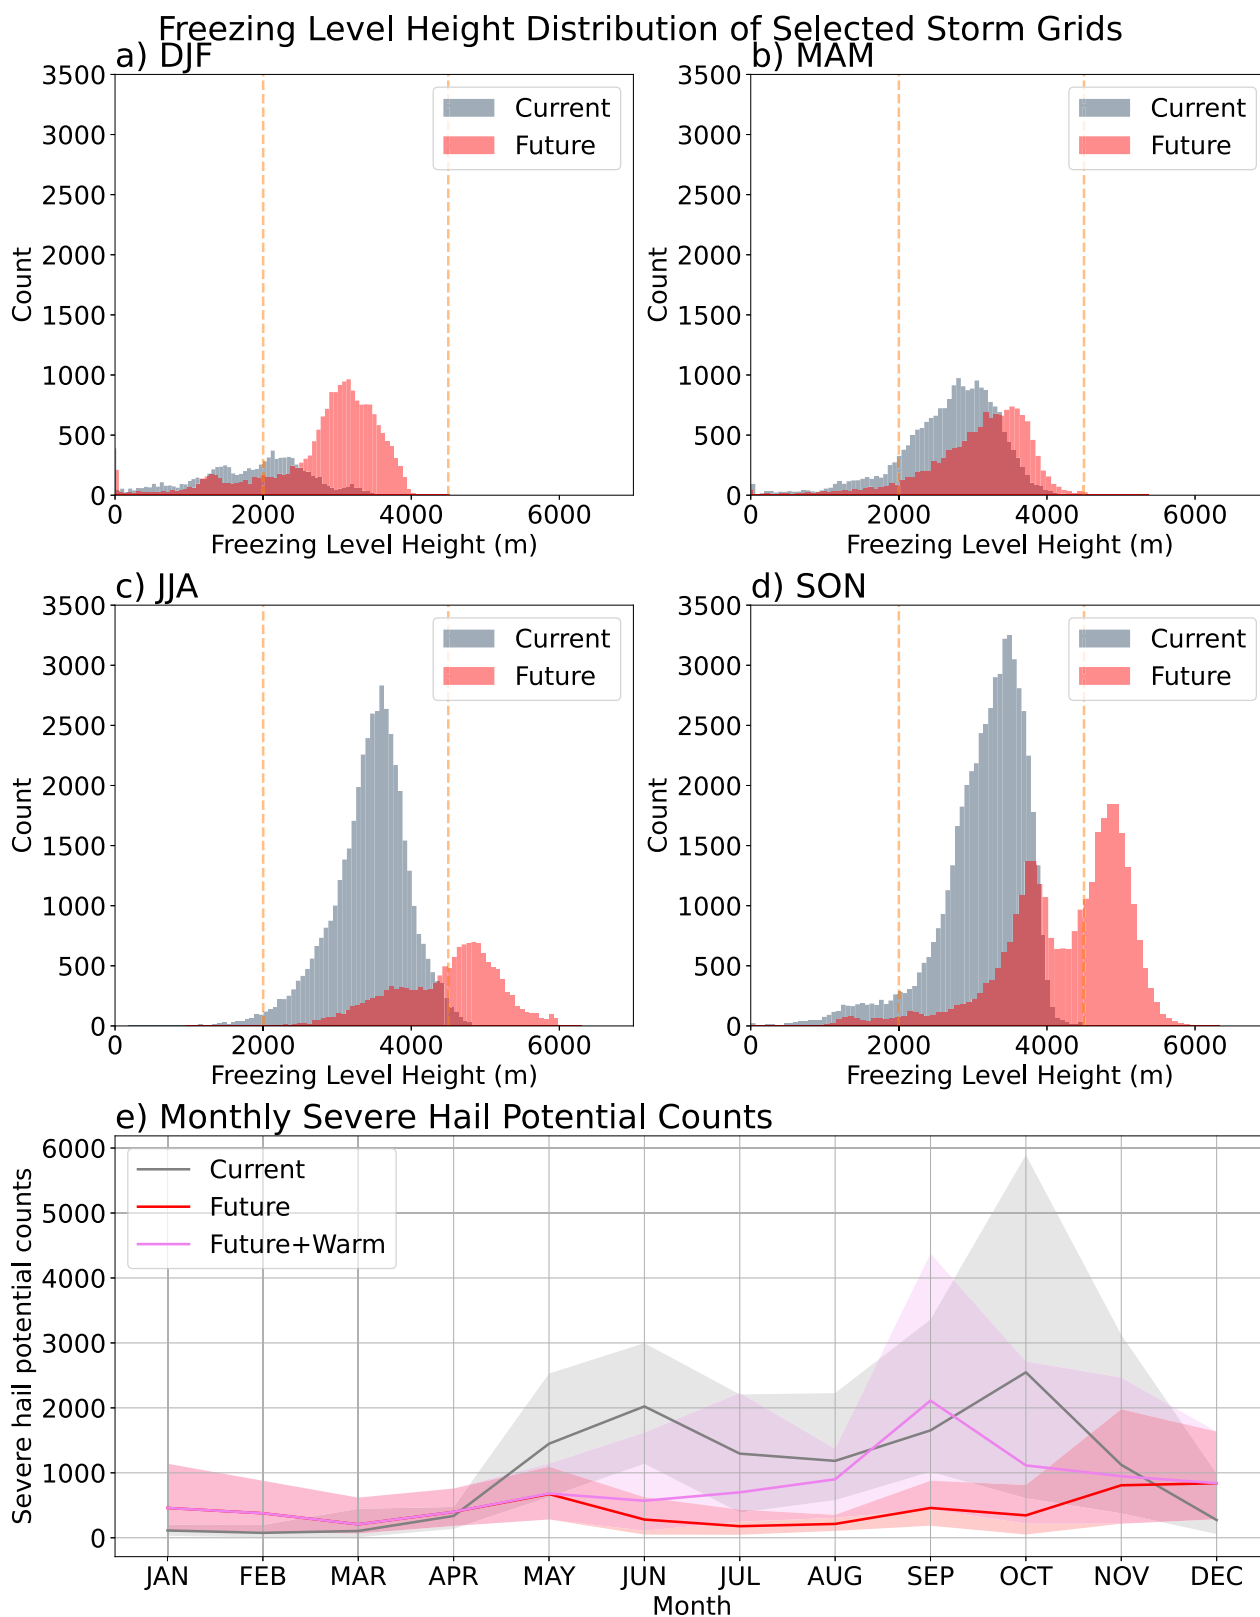 Freezing Level Height Distribution of Selected Storm Grids
a) DJF
b) MAM
3500
3000
2500
2000
1500
1000
500
0
Count
Current
Future
0 2000 4000 6000
Freezing Level Height (m)
3500
3000
2500
2000
1500
1000
500
0
Count
Current
Future
0 2000 4000 6000
Freezing Level Height (m)
c) JJA
d) SON
3500
3000
2500
2000
1500
1000
500
0
Count
Current
Future
0 2000 4000 6000
Freezing Level Height (m)
3500
3000
2500
2000
1500
1000
500
0
Count
Current
Future
0 2000 4000 6000
Freezing Level Height (m)
e) Monthly Severe Hail Potential Counts
6000
5000
4000
3000
2000
1000
0
Severe hail potential counts
Current
Future
Future+Warm
JAN FEB MAR APR MAY JUN JUL AUG SEP OCT NOV DEC
Month